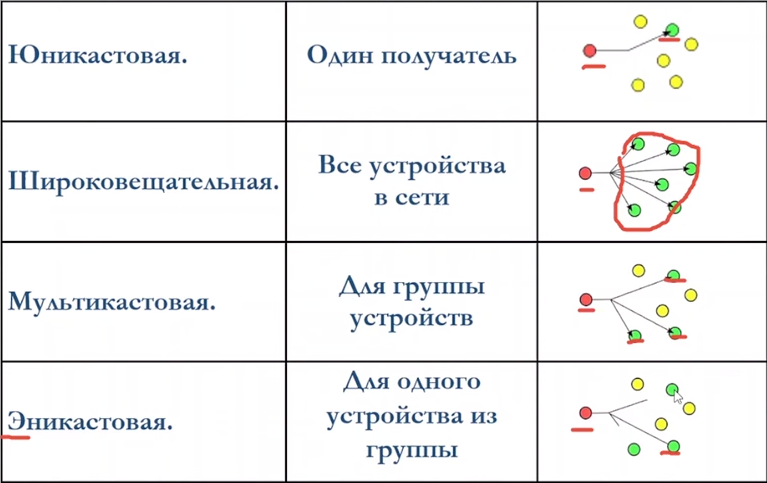 Юникастовая.
Один получатель
Широковещательная.
Все устройства
в сети
Мультикастовая.
Для группы
устройств
Эникастовая.
Для одного
устройства из
группы